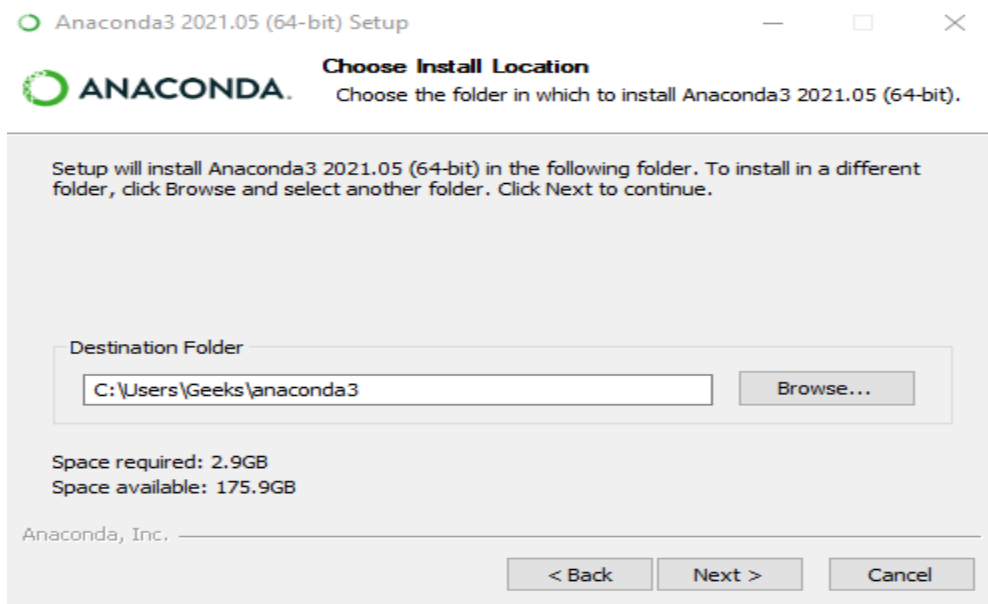 Anaconda3 2021.05 (64-bit) Setup
ANACONDA.
Choose Install Location
Choose the folder in which to install Anaconda3 2021.05 (64-bit).
Setup will install Anaconda3 2021.05 (64-bit) in the following folder. To install in a different
folder, click Browse and select another folder. Click Next to continue.
Destination Folder
C:\Users\Geeks\anaconda3
Browse...
Space required: 2.9GB
Space available: 175.9GB
Anaconda, Inc.
< Back
Next >
Cancel